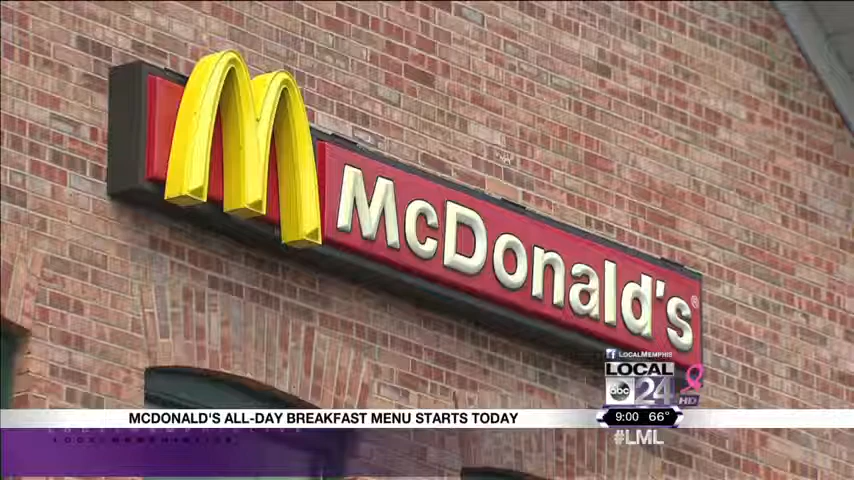 McDonald's®
LOCALMEMPHIS
LOCAL
abc 24 HD
MCDONALD'S ALL-DAY BREAKFAST MENU STARTS TODAY
9:00 66°
#LML